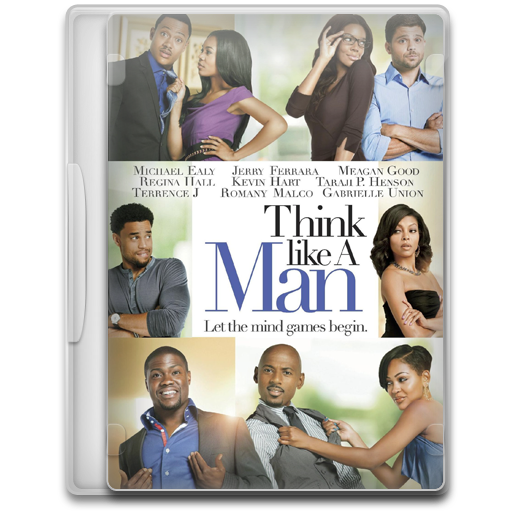 Michael Ealy Jerry Ferrara Meagan Good
Regina Hall Kevin Hart Taraji P. Henson
Terrence J Romany Malco Gabrielle Union
Think
like A
Man
Let the mind games begin.